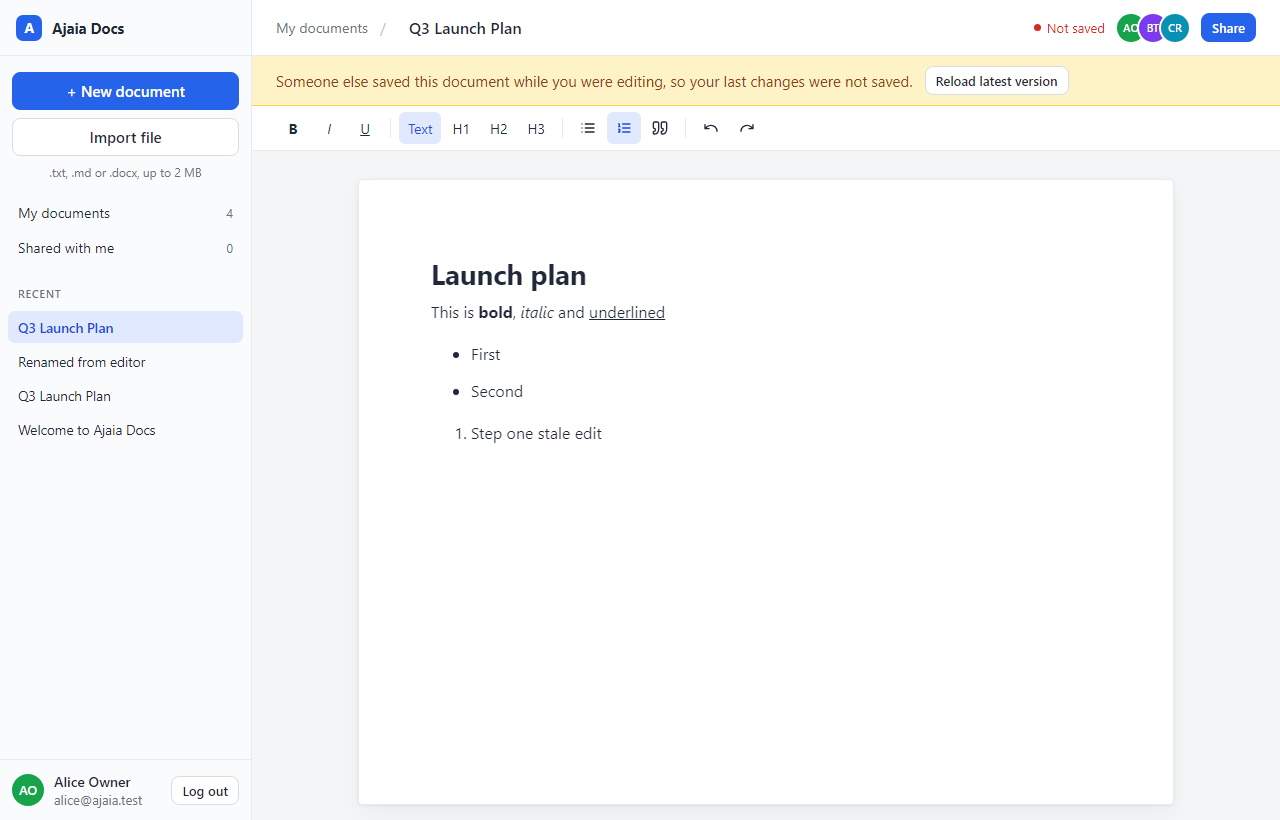 A Ajaia Docs
+ New document
Import file
.txt, .md or .docx, up to 2 MB
My documents 4
Shared with me 0
RECENT
Q3 Launch Plan
Renamed from editor
Q3 Launch Plan
Welcome to Ajaia Docs
AO Alice Owner
alice@ajaia.test
Log out
My documents / Q3 Launch Plan
Not saved AO BT CR Share
Someone else saved this document while you were editing, so your last changes were not saved. Reload latest version
B I U Text H1 H2 H3
Launch plan
This is bold, italic and underlined
• First
• Second
1. Step one stale edit